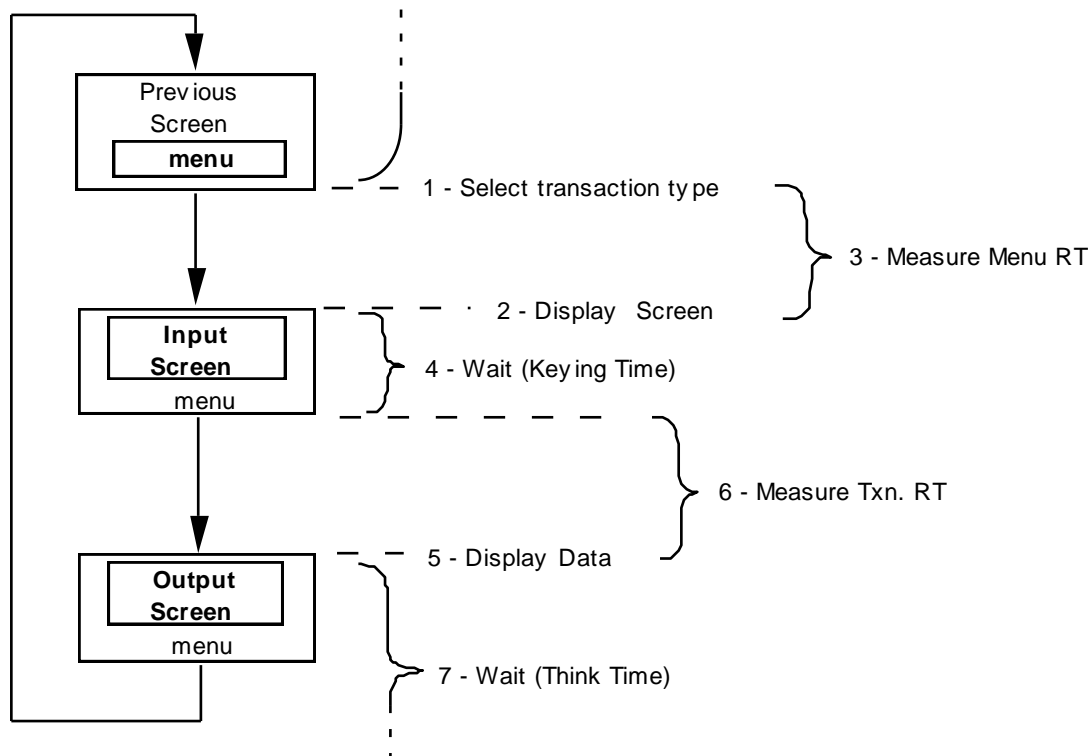 Previous
Screen
menu
1 - Select transaction type
3 - Measure Menu RT
2 - Display Screen
Input
Screen
menu
4 - Wait (Keying Time)
6 - Measure Txn. RT
5 - Display Data
Output
Screen
menu
7 - Wait (Think Time)